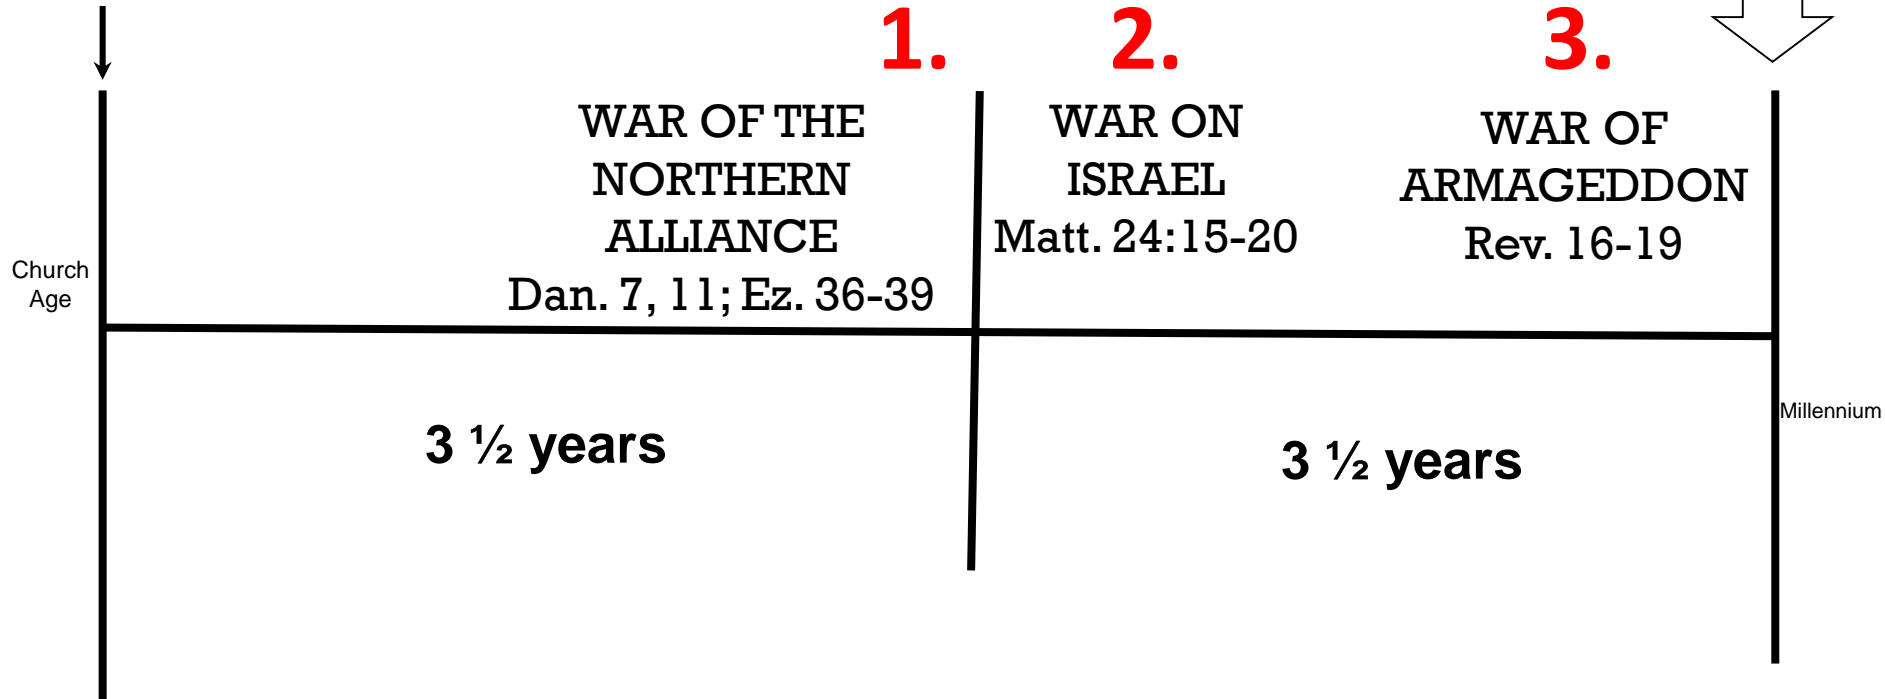 1.
2.
3.
WAR OF THE
NORTHERN
ALLIANCE
Dan. 7, 11; Ez. 36-39
WAR ON
ISRAEL
Matt. 24:15-20
WAR OF
ARMAGEDDON
Rev. 16-19
Church
Age
Millennium
3 ½ years
3 ½ years